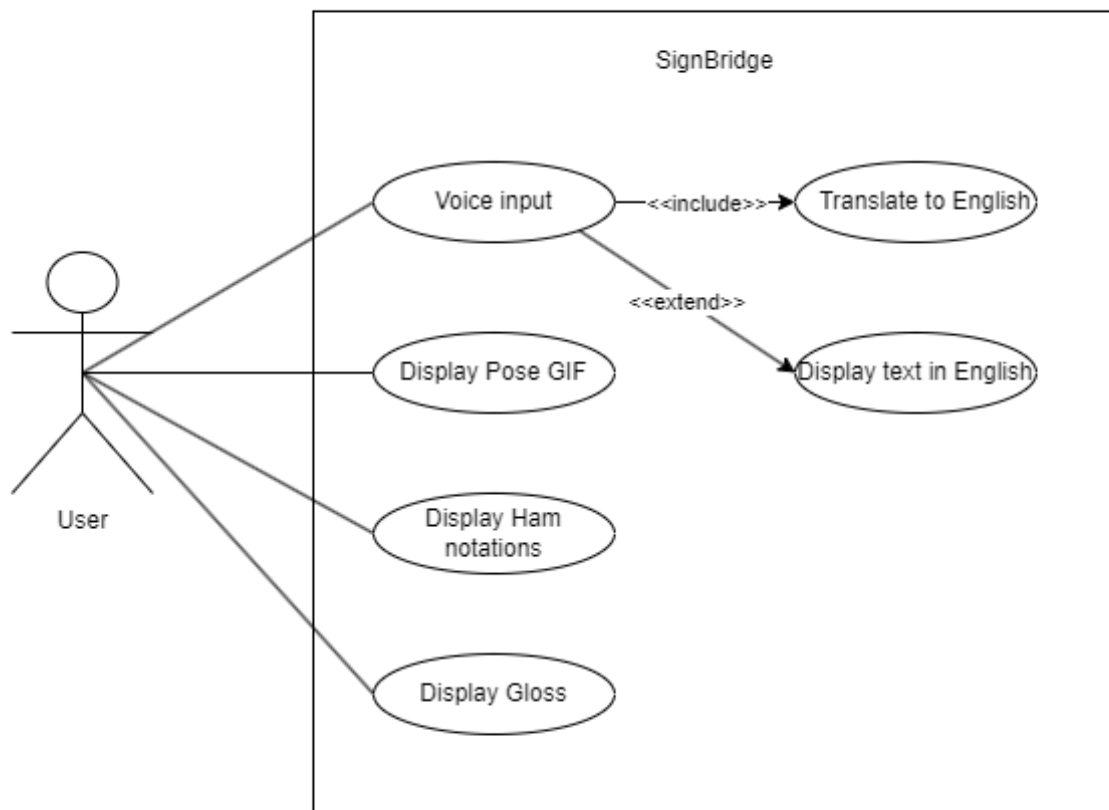 SignBridge
Voice input
<<include>>
Translate to English
<<extend>>
Display Pose GIF
Display text in English
User
Display Ham
notations
Display Gloss